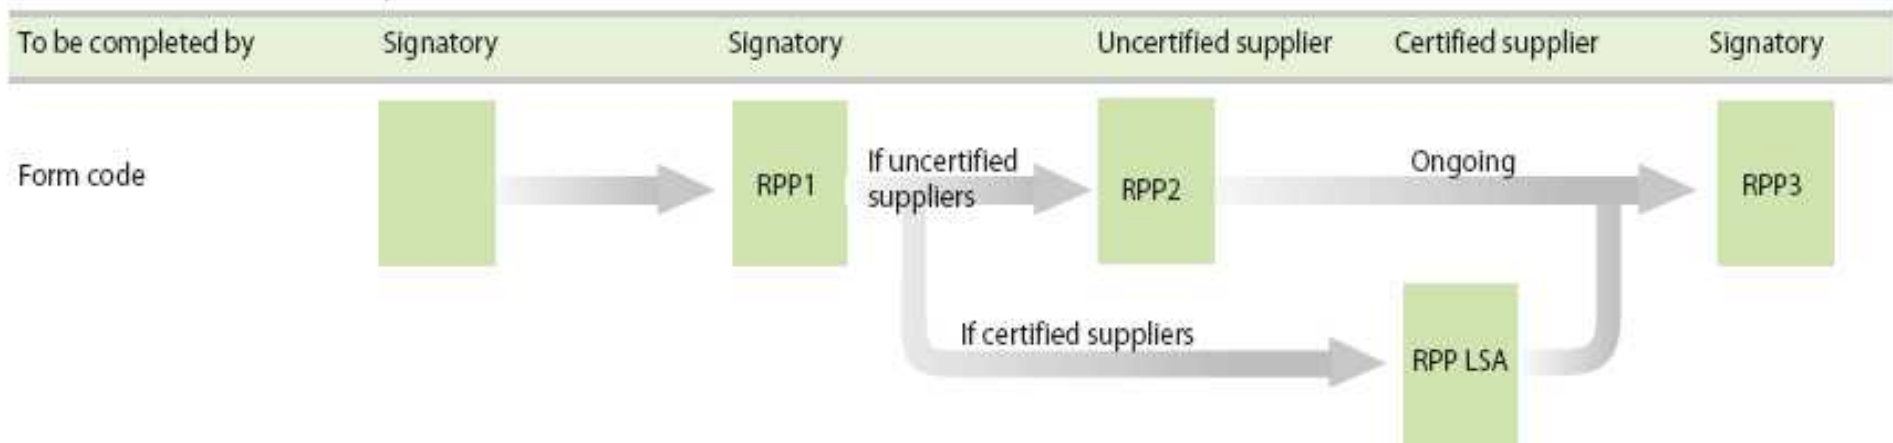 To be completed by Signatory Signatory Uncertified supplier Certified supplier Signatory
Form code
RPP1
If uncertified
suppliers
RPP2
Ongoing
RPP3
If certified suppliers
RPP LSA